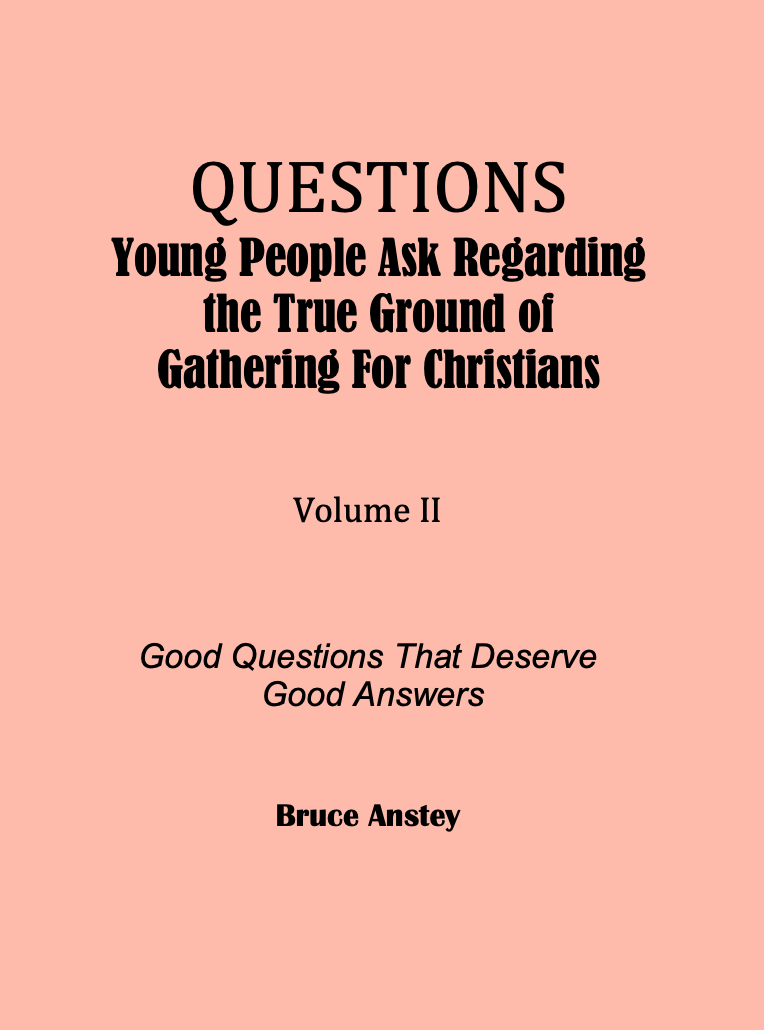 QUESTIONS
Young People Ask Regarding
the True Ground of
Gathering For Christians
Volume II
Good Questions That Deserve
Good Answers
Bruce Anstey